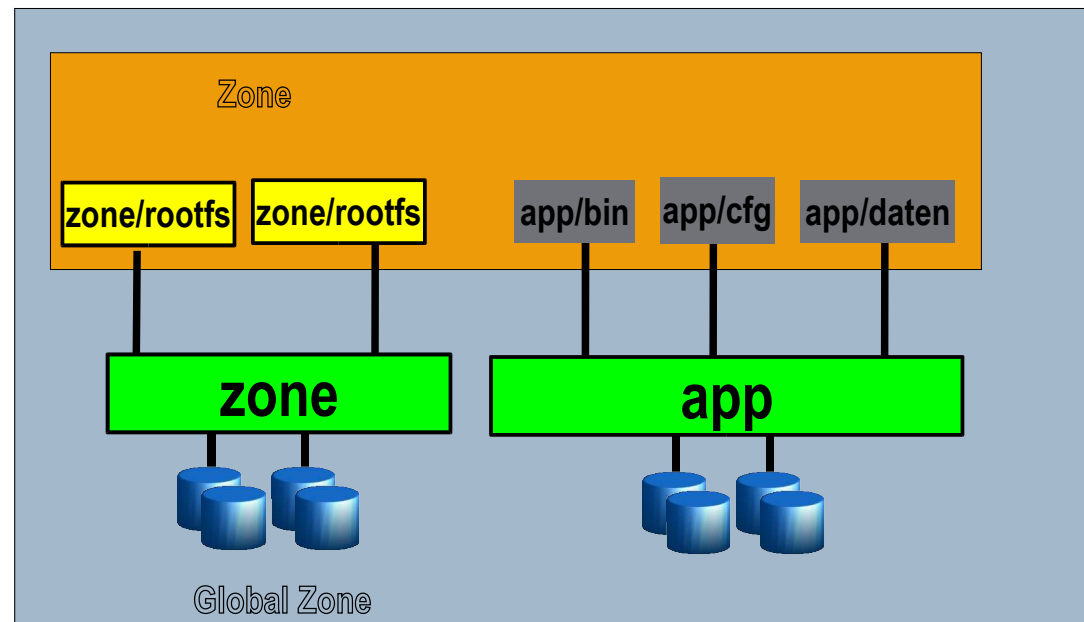 Zone
zone/rootfs
zone/rootfs
app/bin
app/cfg
app/daten
zone
app
Global Zone